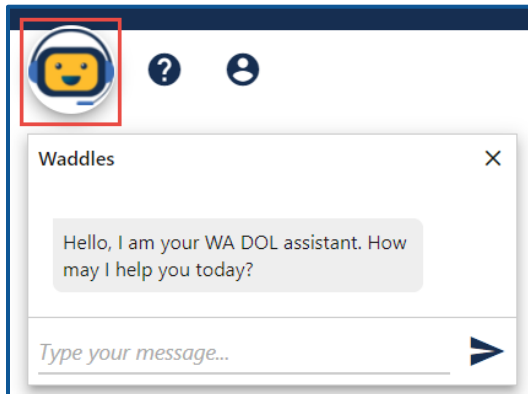 Waddles
Hello, I am your WA DOL assistant. How
may I help you today?
Type your message...